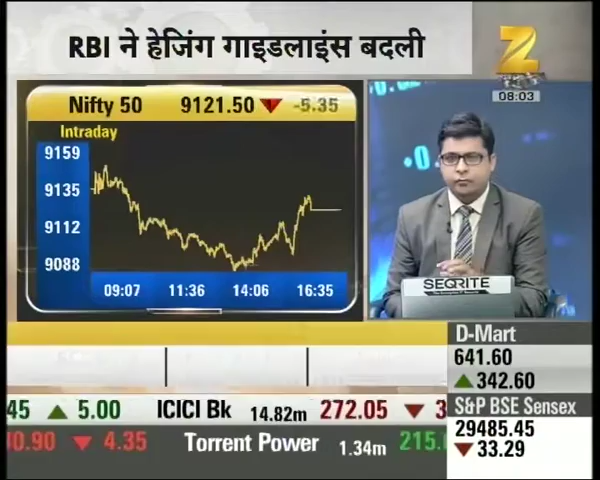 RBI ने हेजिंग गाइडलाइंस बदली
08:03
Nifty 50 9121.50 -5.35
Intraday
9159
9135
9112
9088
09:07 11:36 14:06 16:35
SEQRITE
D-Mart
641.60
342.60
S&P BSE Sensex
29485.45
33.29
45 5.00 ICICI Bk 14.82m 272.05 3
0.90 4.35 Torrent Power 1.34m 215.